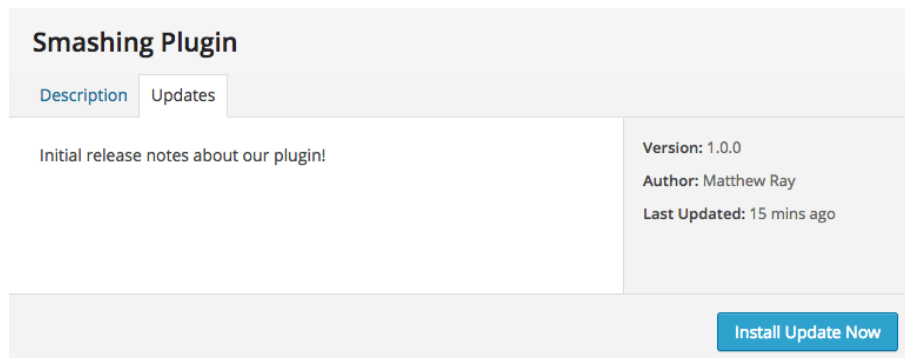 Smashing Plugin
Description
Updates
Initial release notes about our plugin!
Version: 1.0.0
Author: Matthew Ray
Last Updated: 15 mins ago
Install Update Now